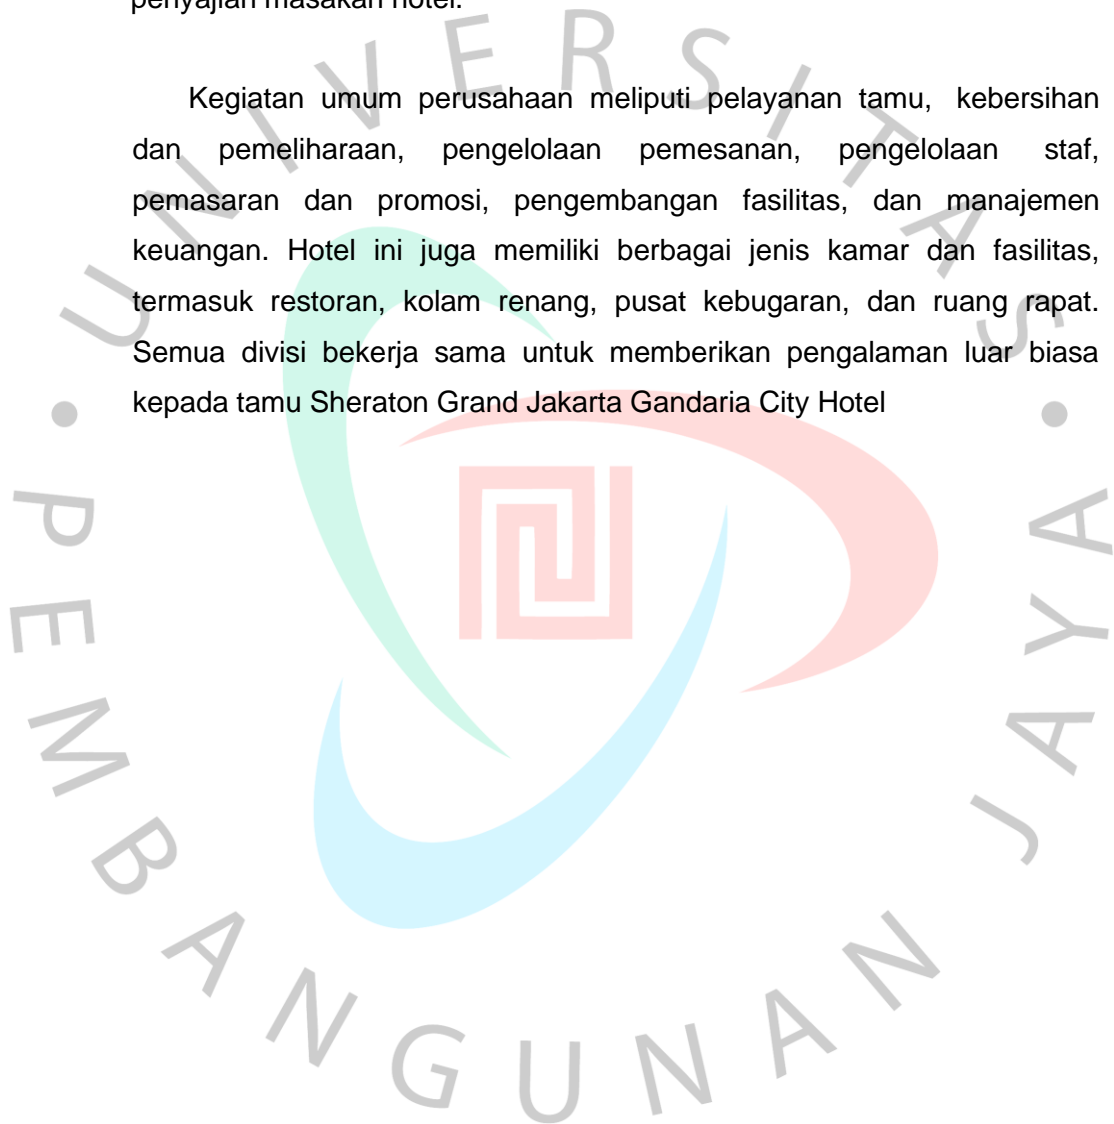 penyajian masakan hotel.
Kegiatan umum perusahaan meliputi pelayanan tamu, kebersihan
dan pemeliharaan, pengelolaan pemesanan, pengelolaan staf,
pemasaran dan promosi, pengembangan fasilitas, dan manajemen
keuangan. Hotel ini juga memiliki berbagai jenis kamar dan fasilitas,
termasuk restoran, kolam renang, pusat kebugaran, dan ruang rapat.
Semua divisi bekerja sama untuk memberikan pengalaman luar biasa
kepada tamu Sheraton Grand Jakarta Gandaria City Hotel
UNIVERSITAS
• PEMBANGUNAN JAYA •